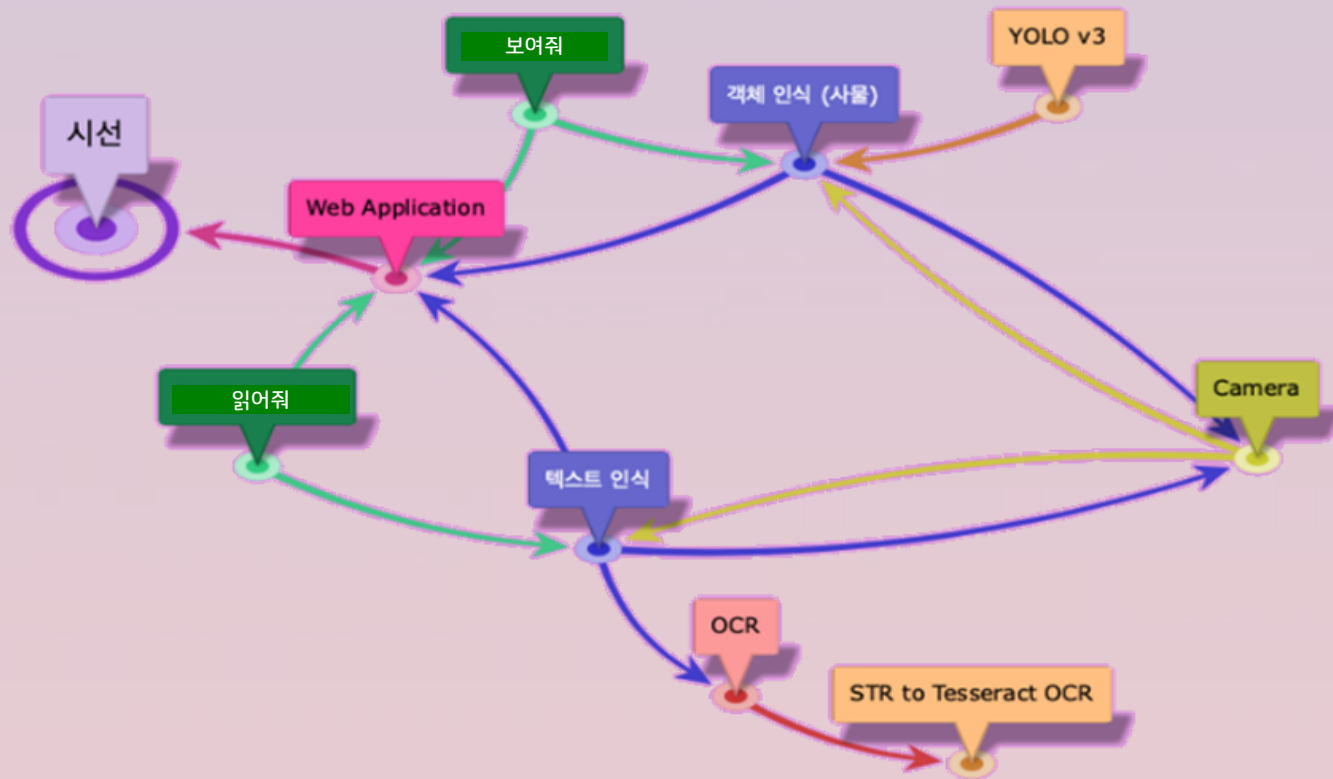 보여줘
YOLO v3
객체 인식 (사물)
시선
Web Application
Camera
읽어줘
텍스트 인식
OCR
STR to Tesseract OCR